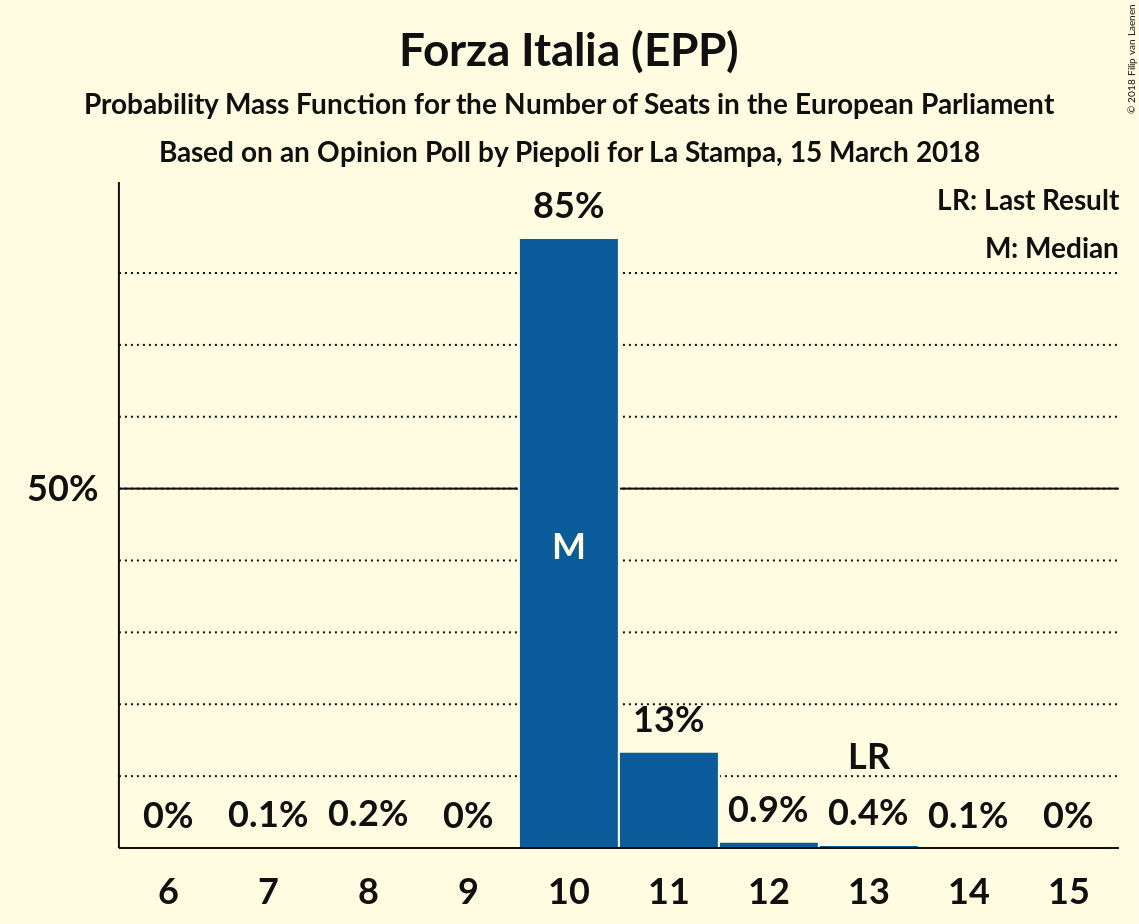 Forza Italia (EPP)
Probability Mass Function for the Number of Seats in the European Parliament
Based on an Opinion Poll by Piepoli for La Stampa, 15 March 2018
© 2018 Filip van Laenen
LR: Last Result
M: Median
85%
50%
M
13%
LR
0% 0.1% 0.2% 0% 0.9% 0.4% 0.1% 0%
6 7 8 9 10 11 12 13 14 15